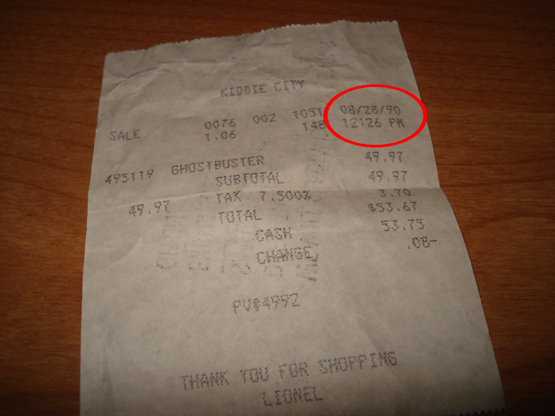 KIDDIE CITY
SALE 0076 002 1051 08/28/90
1.06 148 12:26 PM
495119 GHOSTBUSTER 49.97
SUBTOTAL 49.97
49.97 TAX 7.500% 3.70
TOTAL $53.67
CASH 53.75
CHANGE .08-
PV#4992
THANK YOU FOR SHOPPING
LIONEL